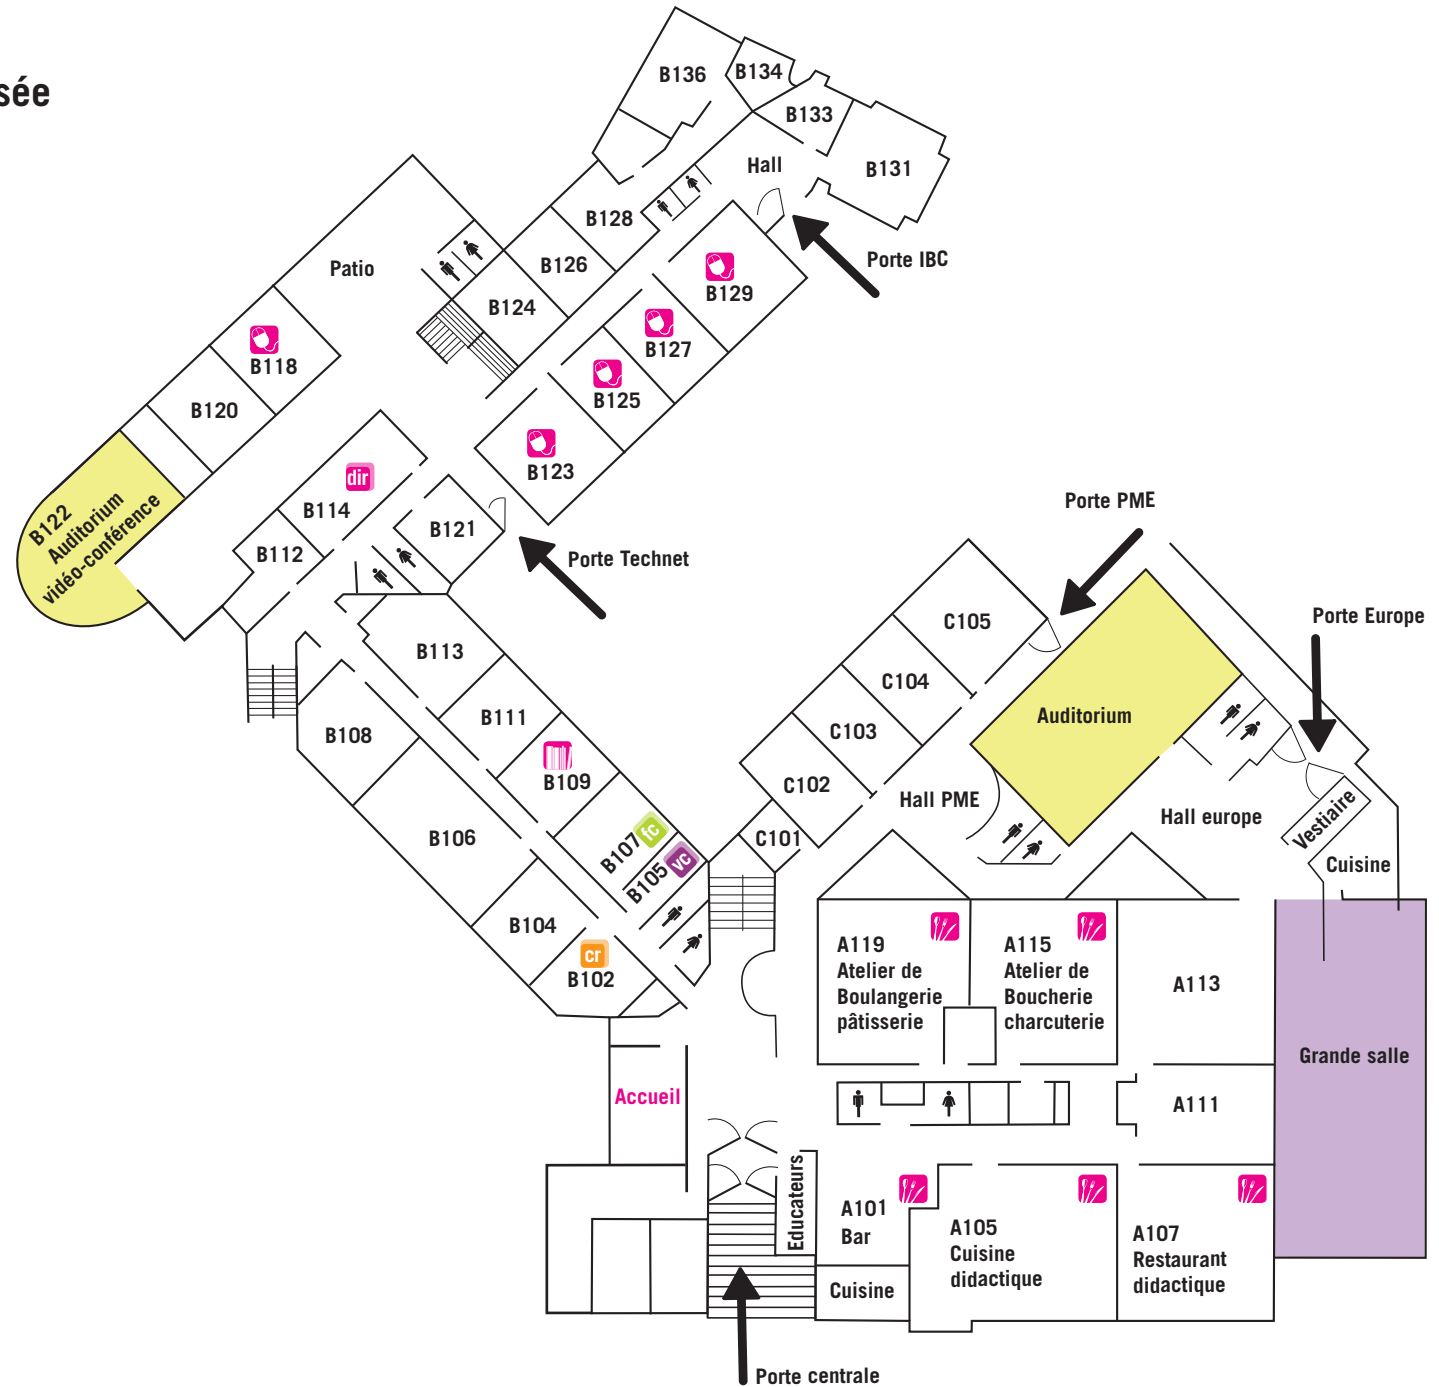 sée
B136
B134
B133
B131
Hall
B128
B126
B124
Patio
Porte IBC
B129
B127
B125
B123
B118
B120
B122
Auditorium
vidéo-conférence
dir
B114
B112
B121
Porte Technet
Porte PME
Porte Europe
B113
B111
B109
B107
fc
B105
vc
B108
B106
B104
cr
B102
C105
C104
C103
C102
C101
Auditorium
Hall PME
Hall europe
Vestiaire
Cuisine
A119
Atelier de
Boulangerie
pâtisserie
A115
Atelier de
Boucherie
charcuterie
A113
Grande salle
A111
Accueil
Educateurs
A101
Bar
Cuisine
A105
Cuisine
didactique
A107
Restaurant
didactique
Porte centrale